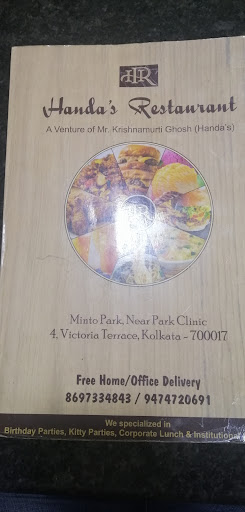 HR
Handa's Restaurant
A Venture of Mr. Krishnamurti Ghosh (Handa's)
Minto Park, Near Park Clinic
4, Victoria Terrace, Kolkata - 700017
Free Home/Office Delivery
8697334843 / 9474720691
We specialized in
Birthday Parties, Kitty Parties, Corporate Lunch & Institutional